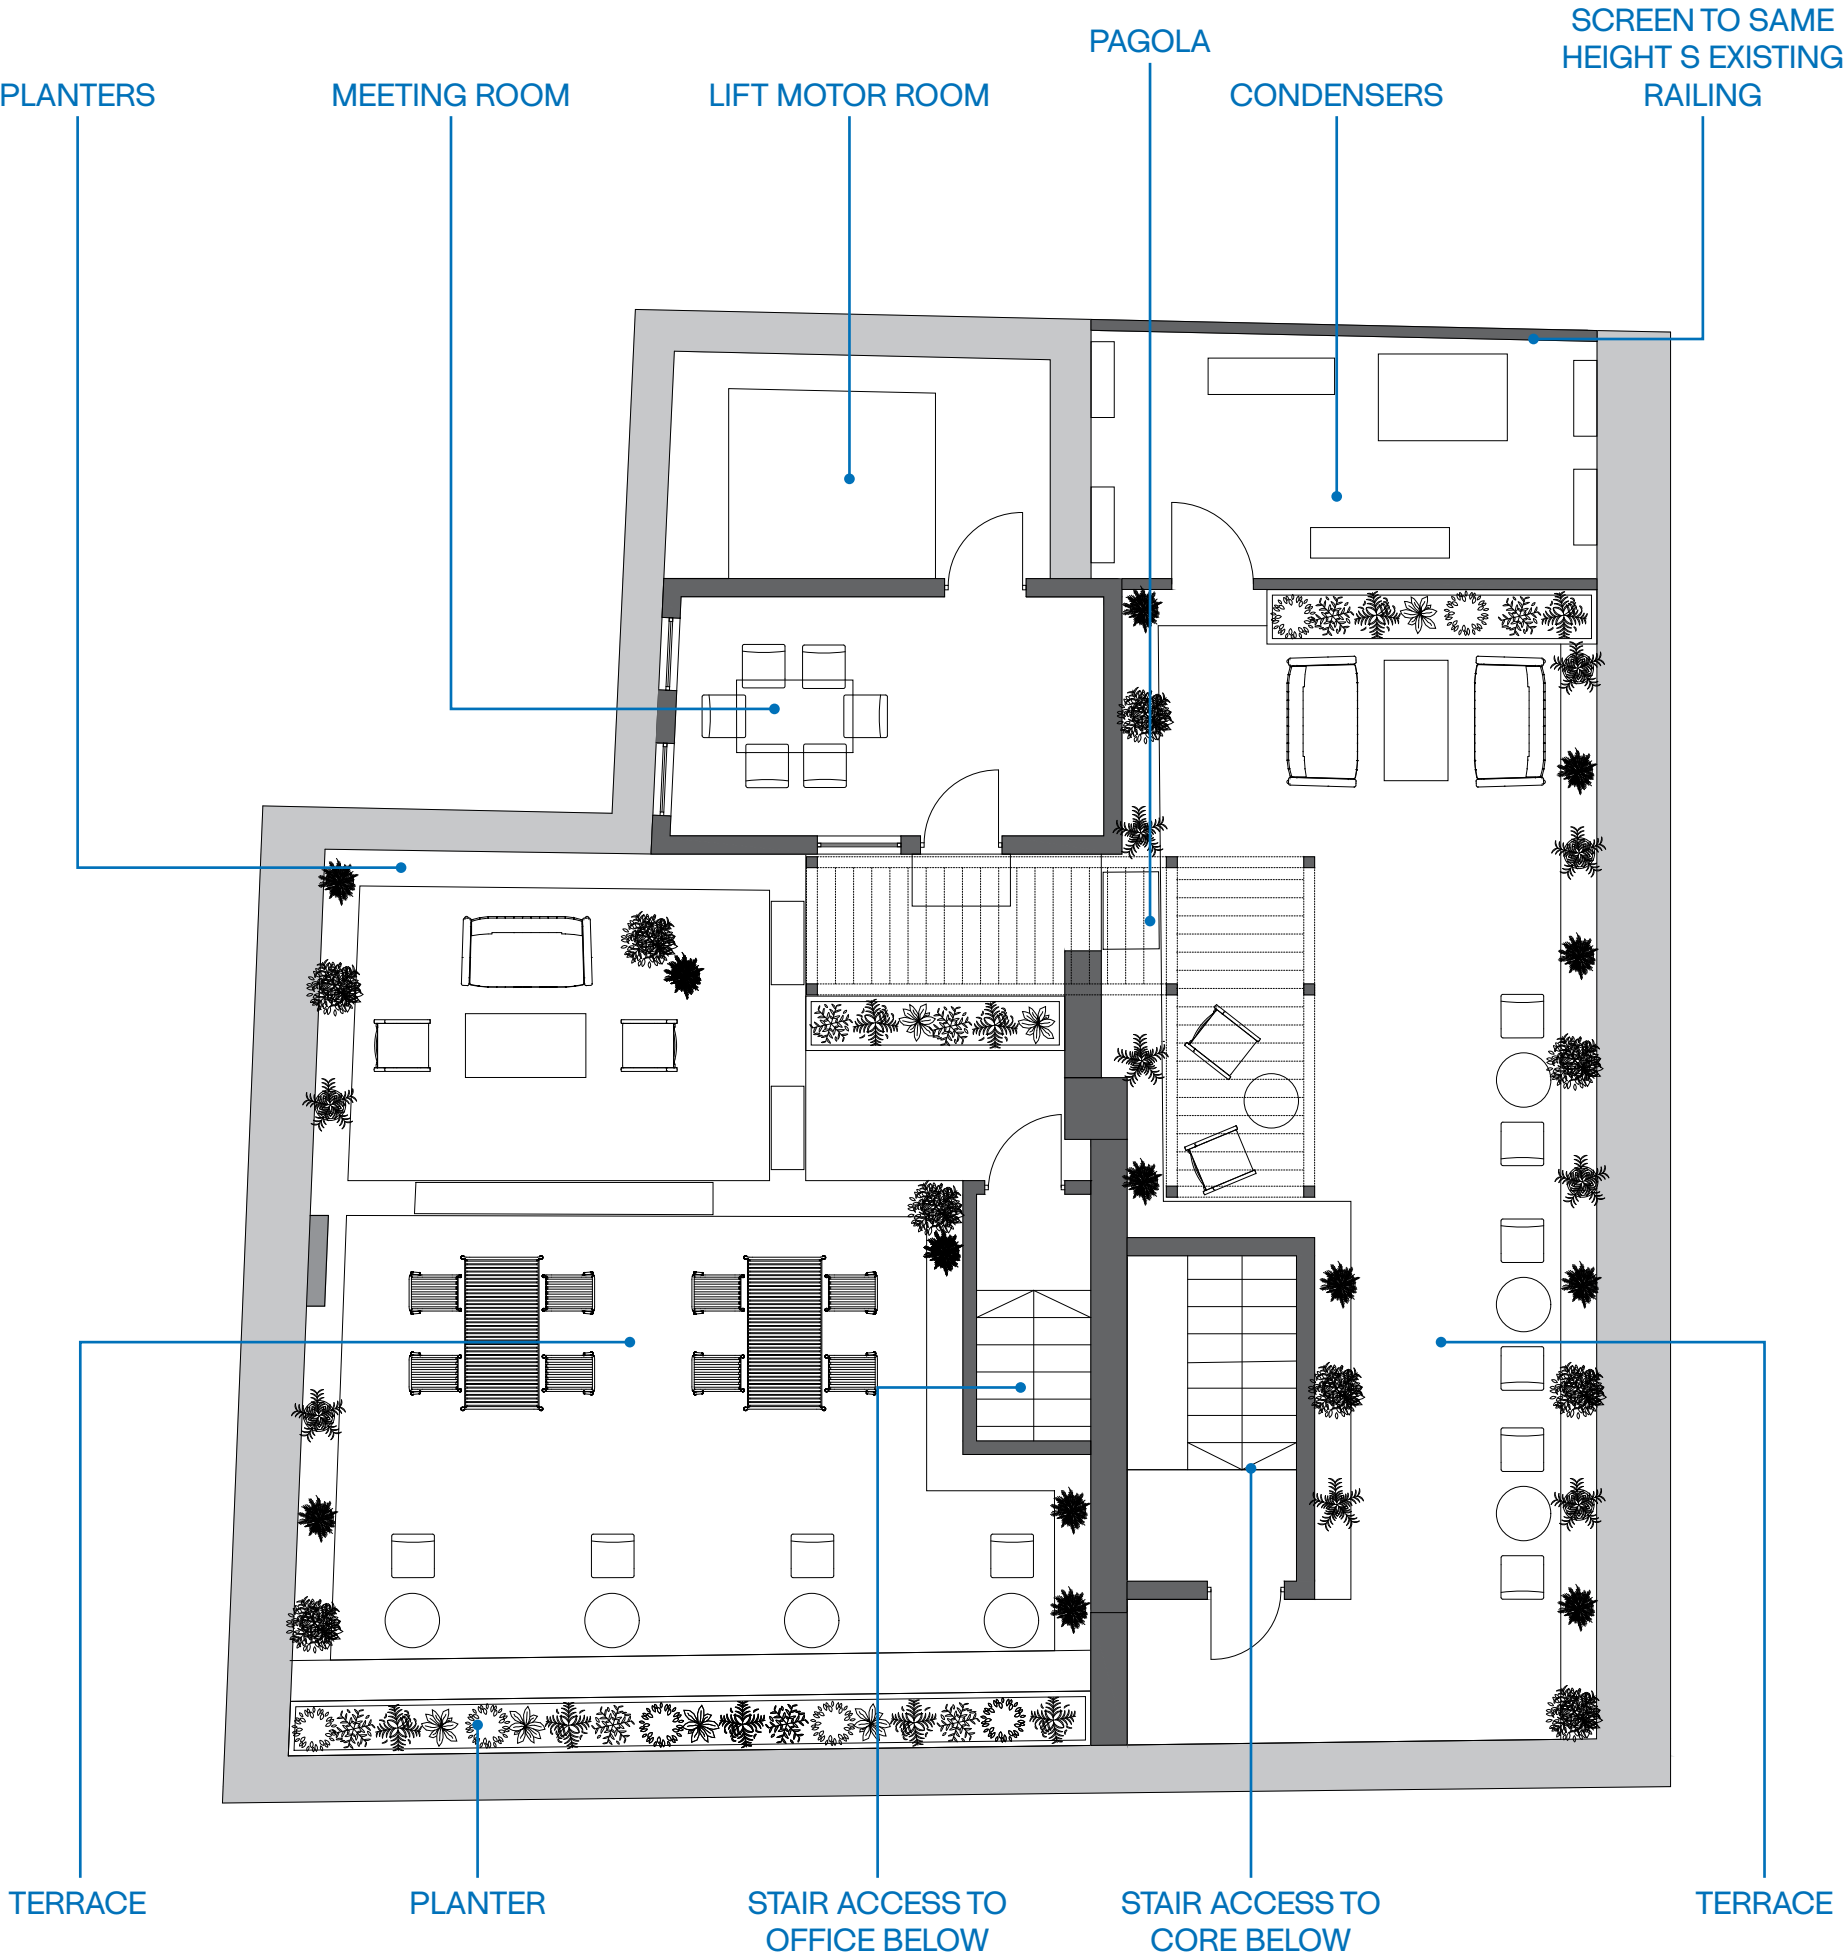 SCREEN TO SAME
HEIGHT S EXISTING
RAILING
PAGOLA
PLANTERS
MEETING ROOM
LIFT MOTOR ROOM
CONDENSERS
TERRACE
PLANTER
STAIR ACCESS TO
OFFICE BELOW
STAIR ACCESS TO
CORE BELOW
TERRACE